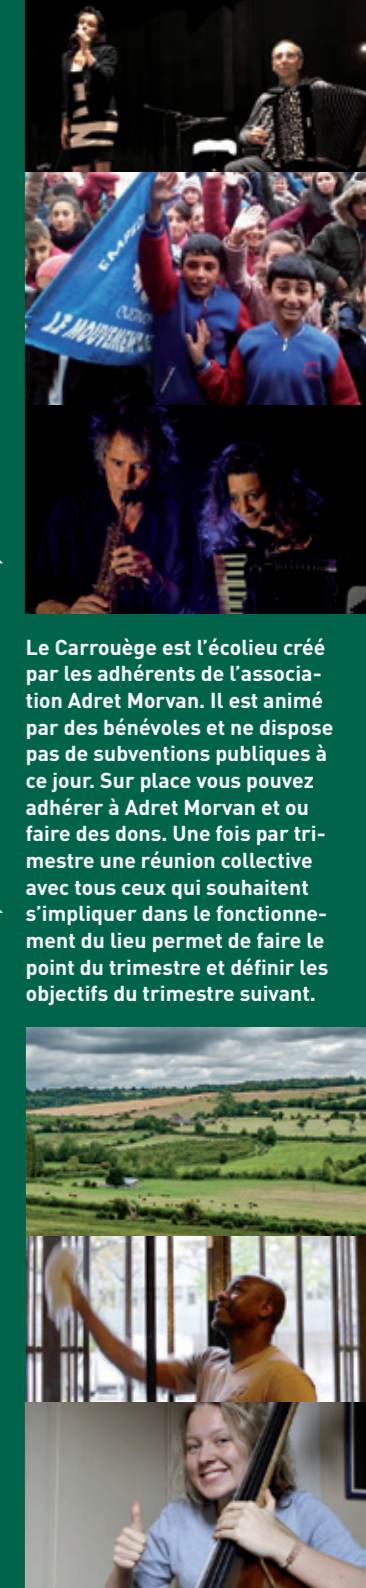 LE MOUVEMENT
Le Carrouège est l’écolieu créé
par les adhérents de l’associa-
tion Adret Morvan. Il est animé
par des bénévoles et ne dispose
pas de subventions publiques à
ce jour. Sur place vous pouvez
adhérer à Adret Morvan et ou
faire des dons. Une fois par tri-
mestre une réunion collective
avec tous ceux qui souhaitent
s’impliquer dans le fonctionne-
ment du lieu permet de faire le
point du trimestre et définir les
objectifs du trimestre suivant.